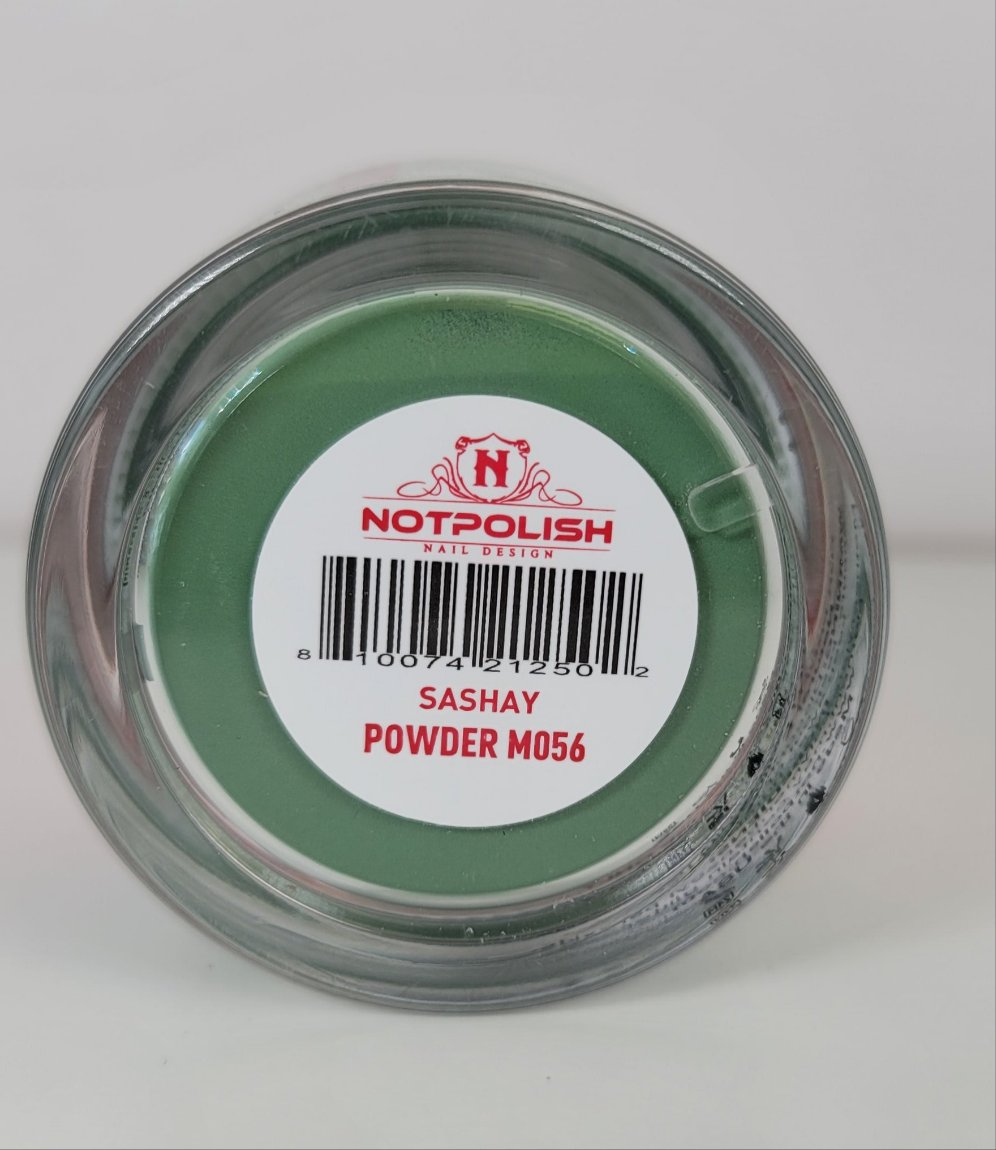 N
NOTPOLISH
NAIL DESIGN
8 10074 21250 2
SASHAY
POWDER M056